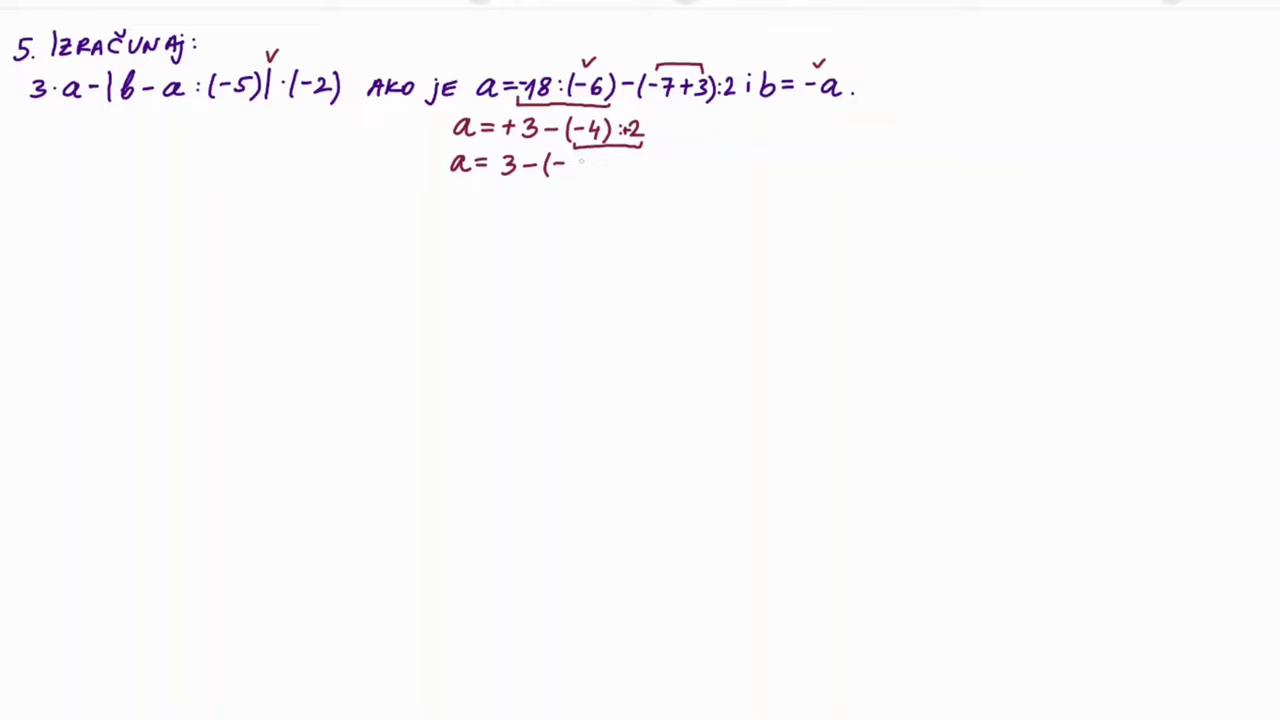 5. IZRAČUNAj:
3·a-|b-a:(-5)|·(-2) AKO jE a=-18:(-6)-(-7+3):2 i b=-a.
a=+3-(-4):+2
a=3-(-